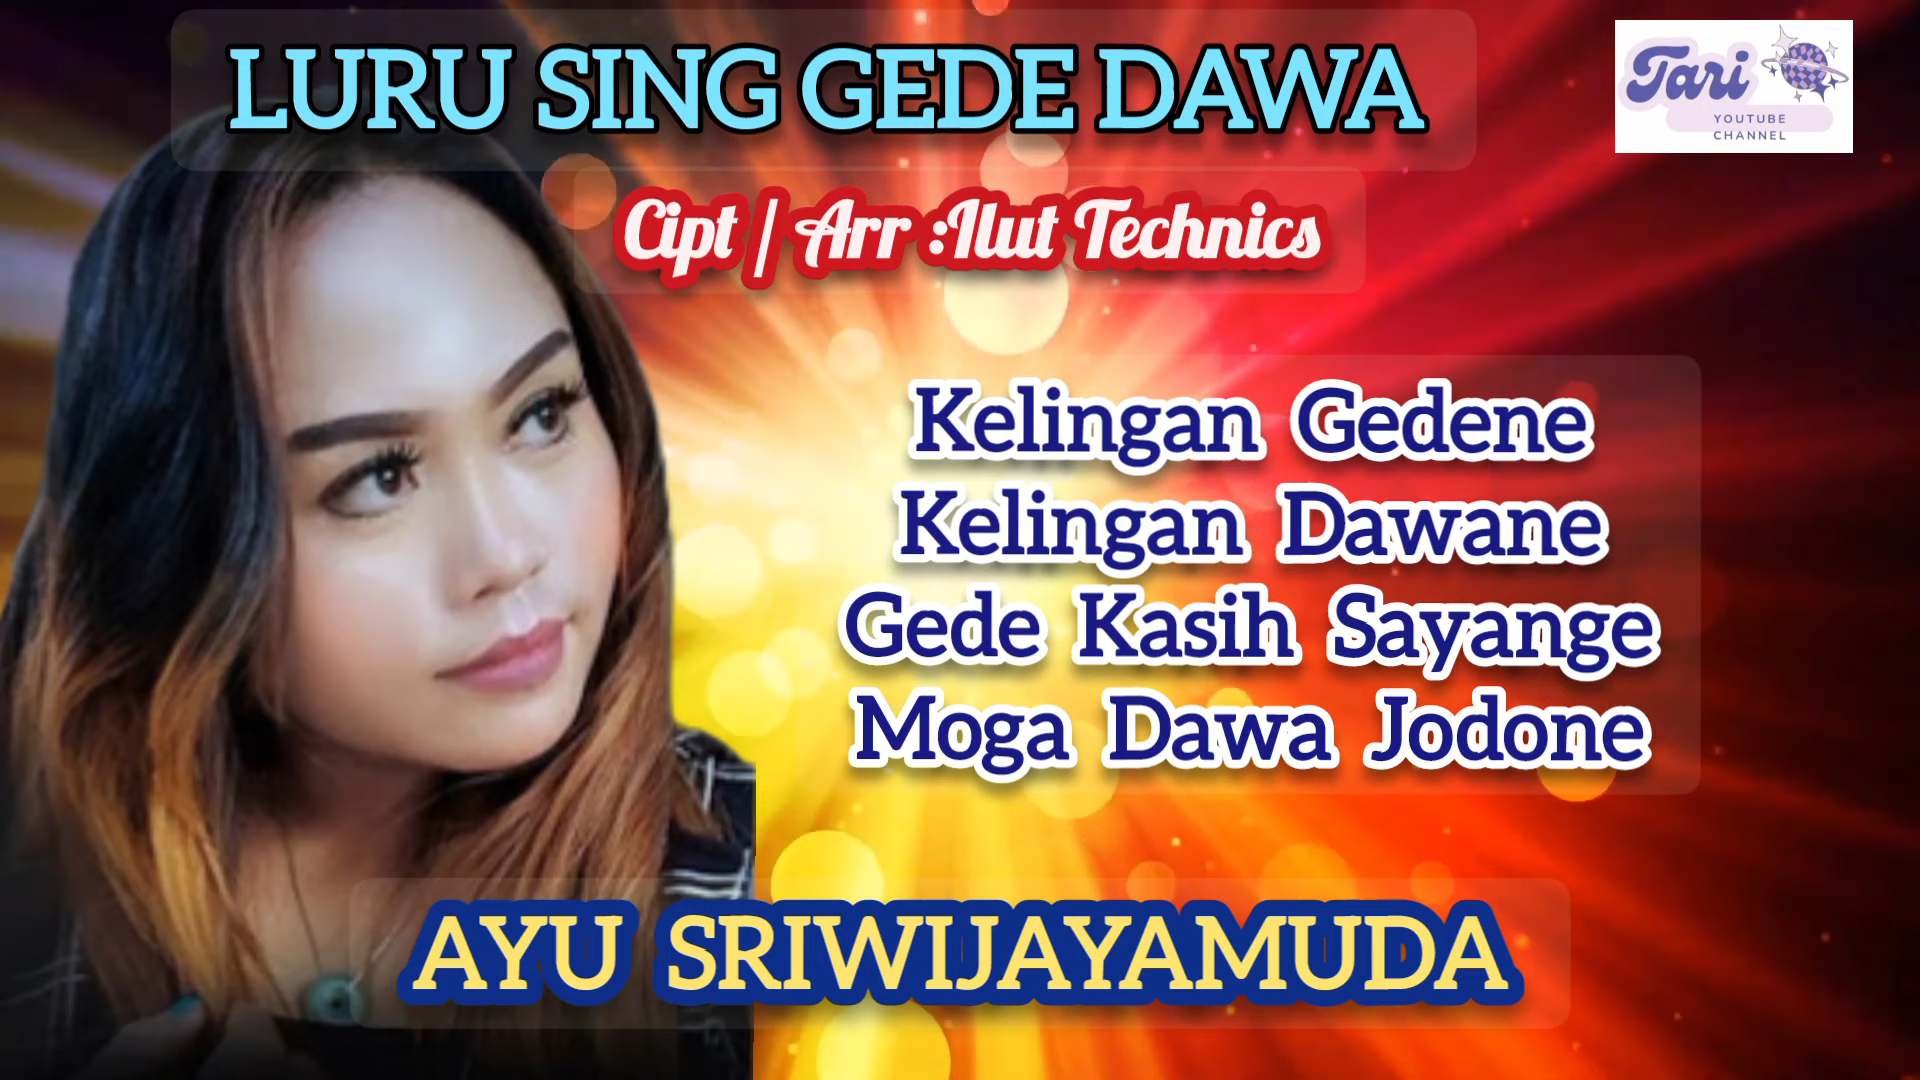 LURU SING GEDE DAWA
Tari
YOUTUBE
CHANNEL
Cipt / Arr :Ilut Technics
Kelingan Gedene
Kelingan Dawane
Gede Kasih Sayange
Moga Dawa Jodone
AYU SRIWIJAYAMUDA